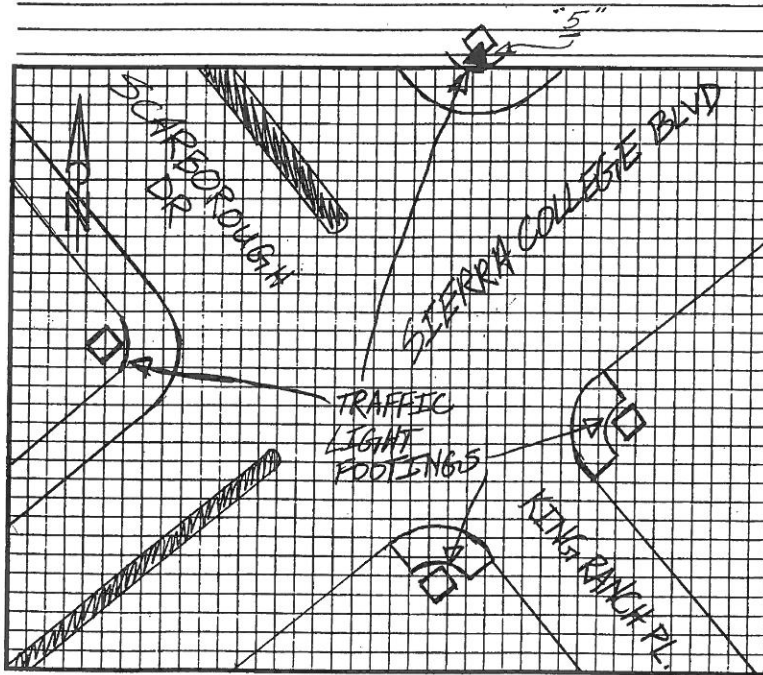 "5"
SCARBOROUGH
DR
N
SIERRA COLLEGE BLVD
TRAFFIC
LIGHT
FOOTINGS
KING RANCH PL.